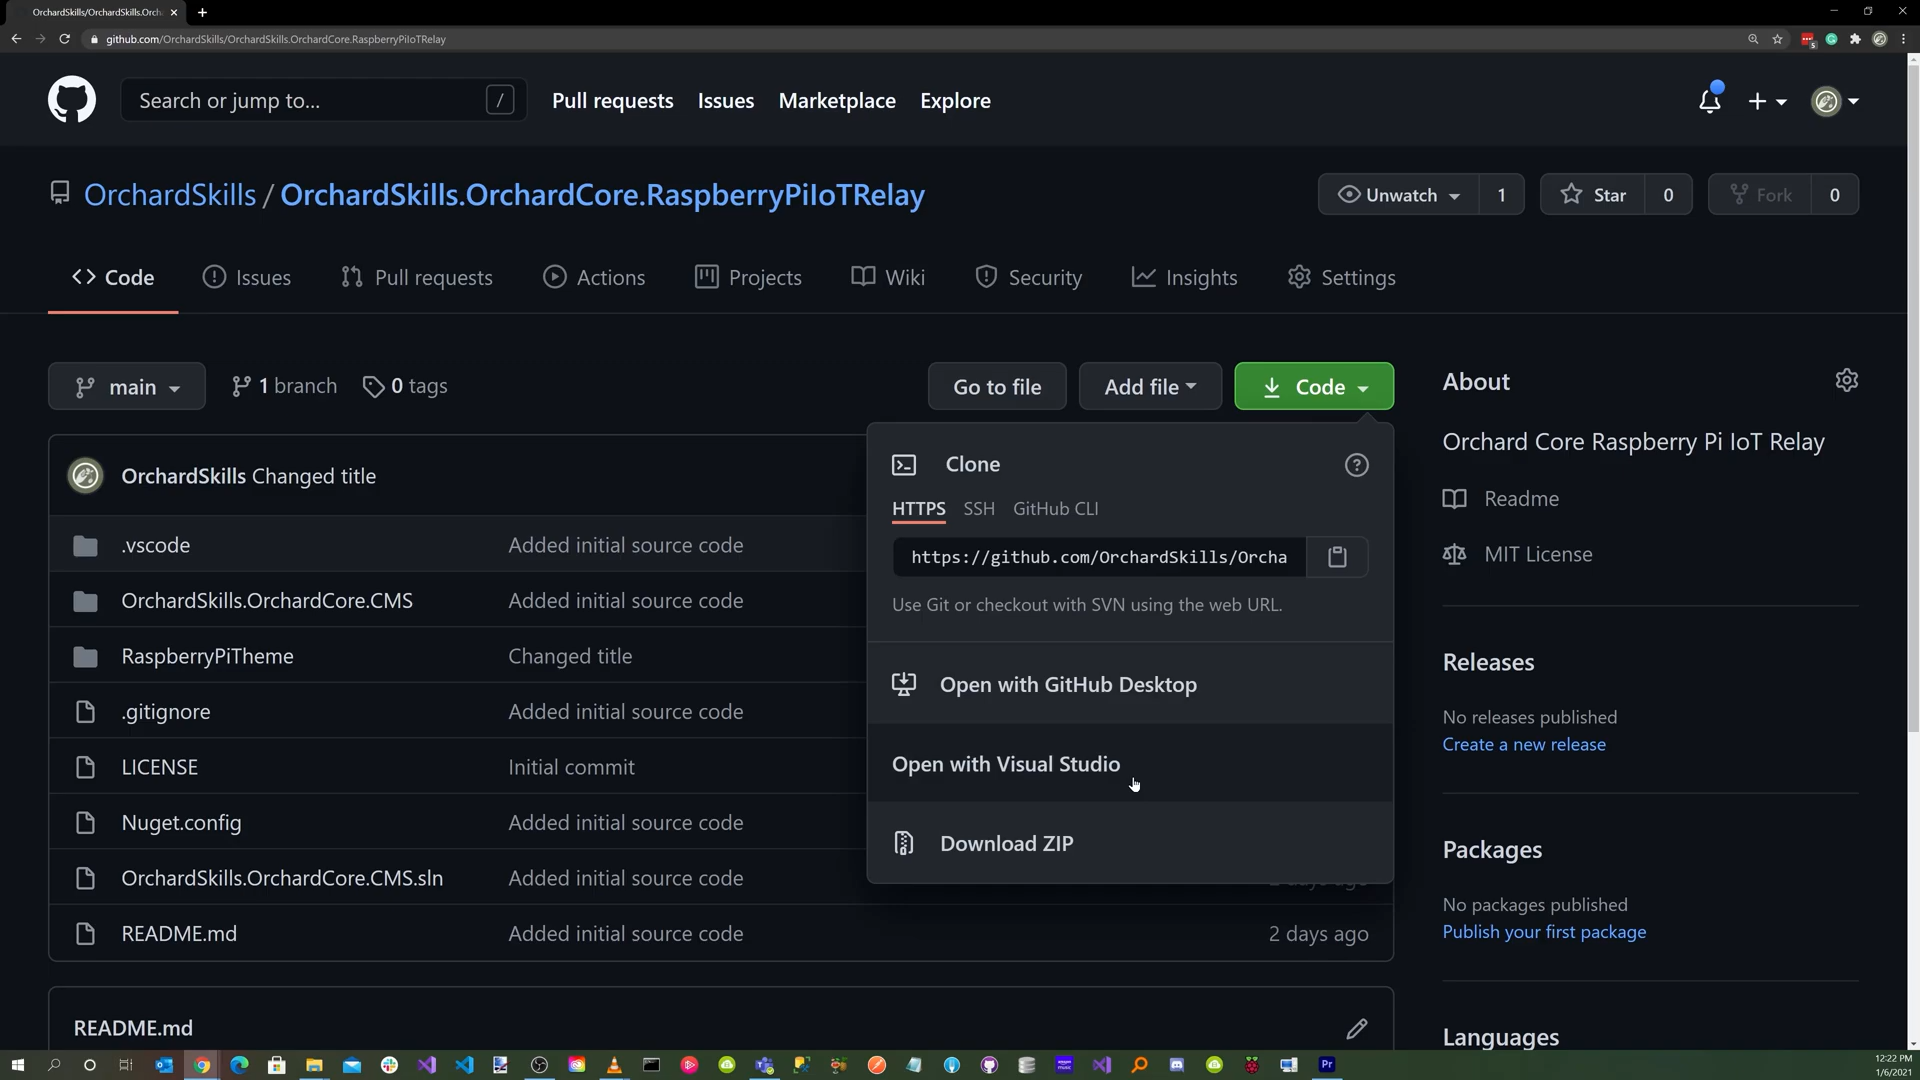 OrchardSkills/OrchardSkills.Orch
github.com/OrchardSkills/OrchardSkills.OrchardCore.RaspberryPiIoTRelay
Search or jump to... /
Pull requests Issues Marketplace Explore
OrchardSkills / OrchardSkills.OrchardCore.RaspberryPiIoTRelay
Unwatch 1 Star 0 Fork 0
Code Issues Pull requests Actions Projects Wiki Security Insights Settings
main 1 branch 0 tags Go to file Add file Code
OrchardSkills Changed title
.vscode Added initial source code
OrchardSkills.OrchardCore.CMS Added initial source code
RaspberryPiTheme Changed title
.gitignore Added initial source code
LICENSE Initial commit
Nuget.config Added initial source code
OrchardSkills.OrchardCore.CMS.sln Added initial source code 2 days ago
README.md Added initial source code 2 days ago
README.md
Clone
HTTPS SSH GitHub CLI
https://github.com/OrchardSkills/Orcha
Use Git or checkout with SVN using the web URL.
Open with GitHub Desktop
Open with Visual Studio
Download ZIP
About
Orchard Core Raspberry Pi IoT Relay
Readme
MIT License
Releases
No releases published
Create a new release
Packages
No packages published
Publish your first package
Languages
Pr
12:22 PM
1/6/2021